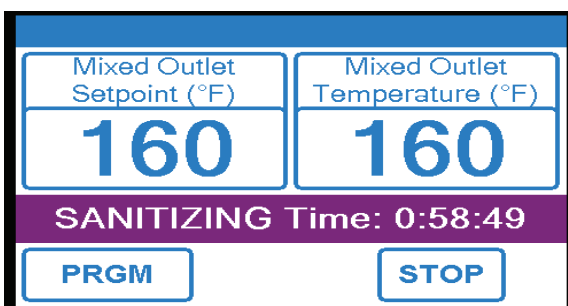 Mixed Outlet
Setpoint (°F)
160
Mixed Outlet
Temperature (°F)
160
SANITIZING Time: 0:58:49
PRGM
STOP